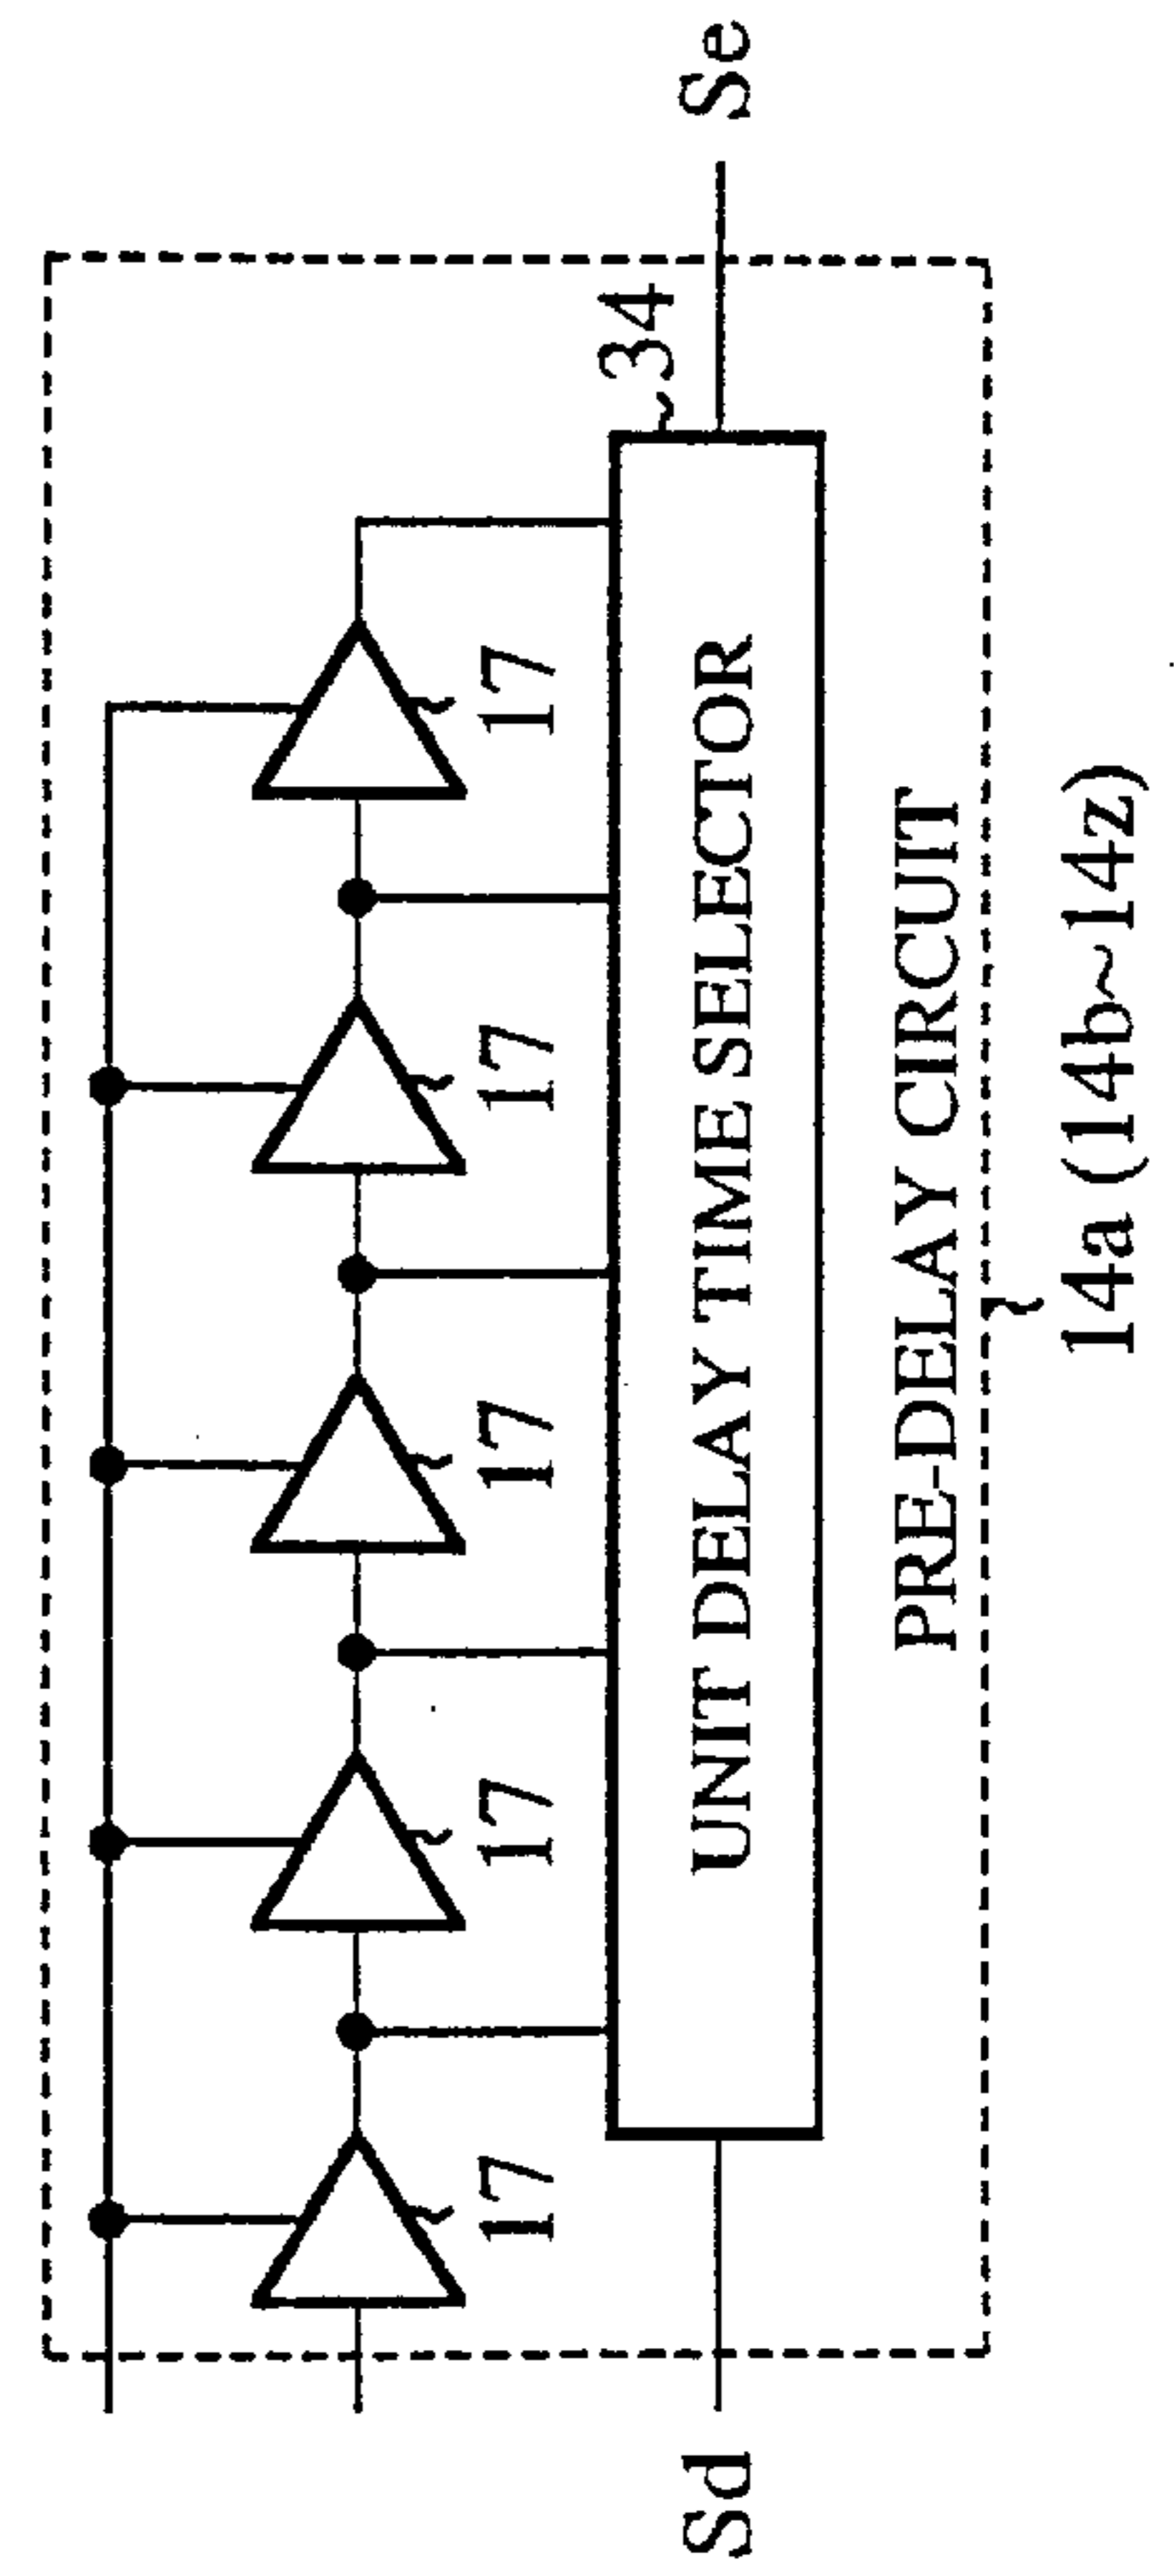 17
17
17
17
17
34
Sd
UNIT DELAY TIME SELECTOR
Se
PRE-DELAY CIRCUIT
14a (14b~14z)